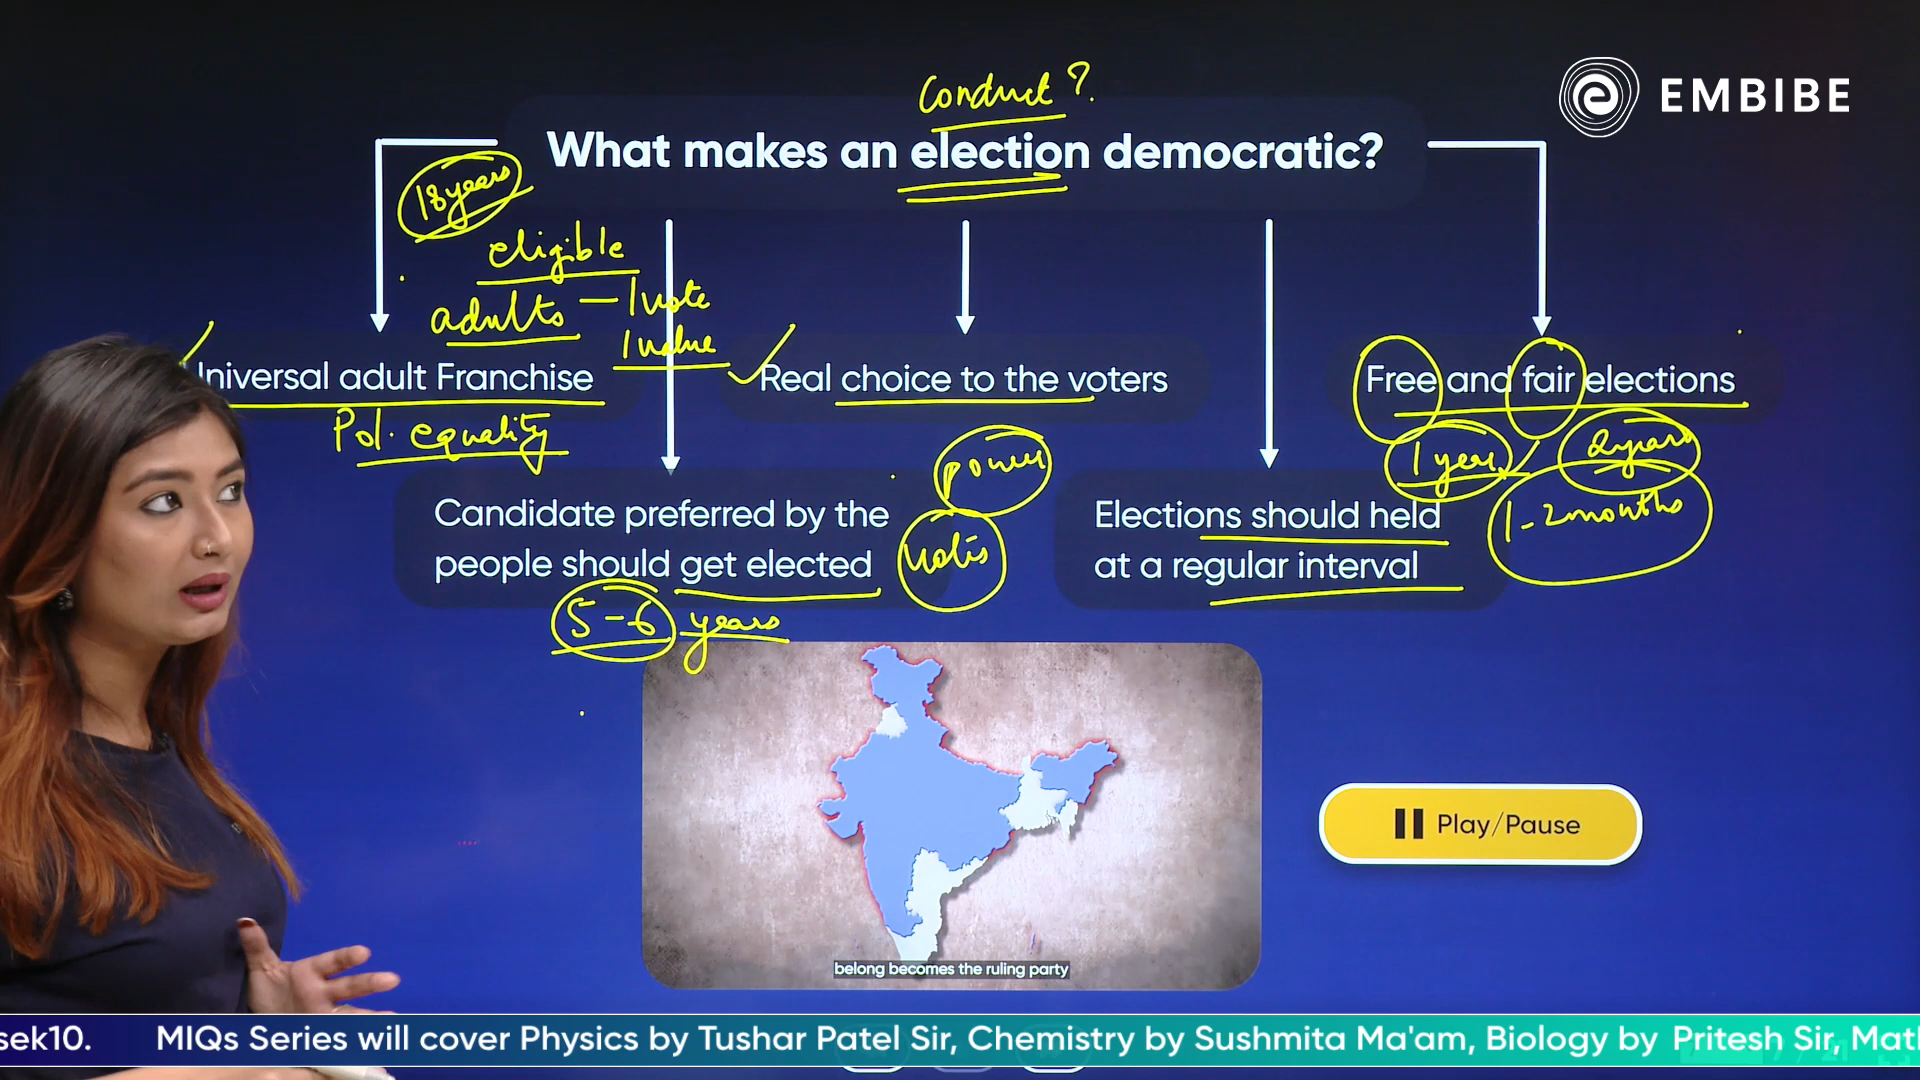 Conduct ?
EMBIBE
What makes an election democratic?
18 years
eligible
adults — 1 vote
1 value
Universal adult Franchise
Real choice to the voters
Free and fair elections
Pol. equality
power
1 year
2 years
Candidate preferred by the
people should get elected
votes
Elections should held
at a regular interval
1-2 months
5-6 years
Play/Pause
belong becomes the ruling party
sek10. MIQs Series will cover Physics by Tushar Patel Sir, Chemistry by Sushmita Ma'am, Biology by Pritesh Sir, Mat